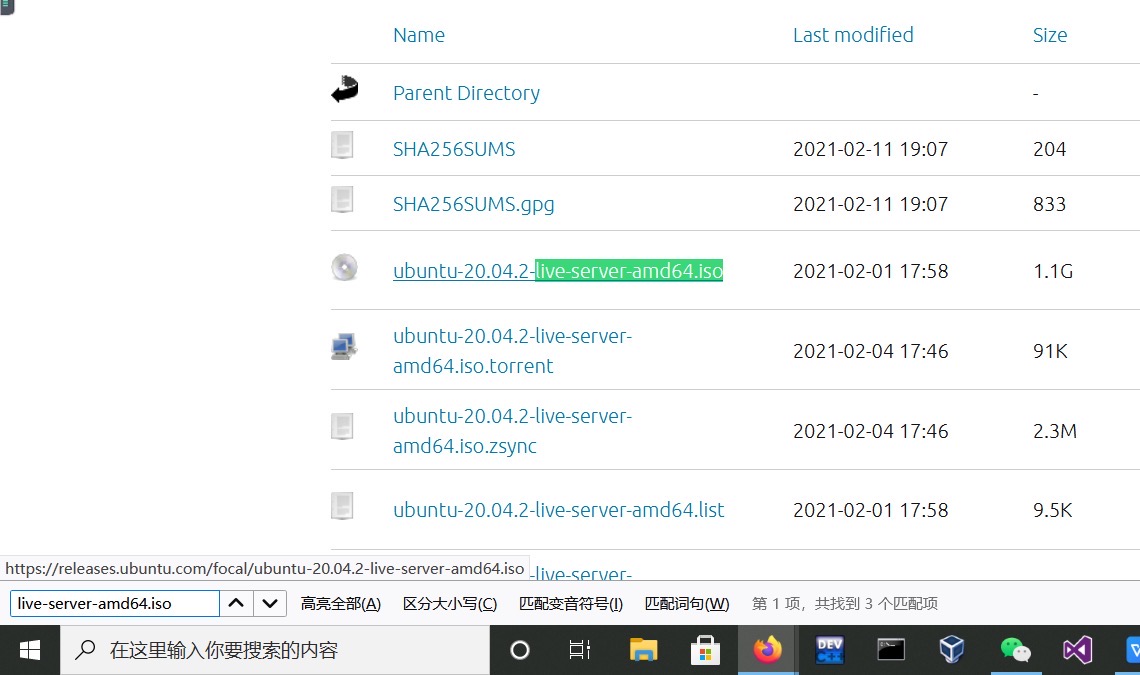 Name Last modified Size
Parent Directory -
SHA256SUMS 2021-02-11 19:07 204
SHA256SUMS.gpg 2021-02-11 19:07 833
ubuntu-20.04.2-live-server-amd64.iso 2021-02-01 17:58 1.1G
ubuntu-20.04.2-live-server-
amd64.iso.torrent 2021-02-04 17:46 91K
ubuntu-20.04.2-live-server-
amd64.iso.zsync 2021-02-04 17:46 2.3M
ubuntu-20.04.2-live-server-amd64.list 2021-02-01 17:58 9.5K
-live-server-
https://releases.ubuntu.com/focal/ubuntu-20.04.2-live-server-amd64.iso
live-server-amd64.iso 高亮全部(A) 区分大小写(C) 匹配变音符号(I) 匹配词句(W) 第 1 项，共找到 3 个匹配项
在这里输入你要搜索的内容
DEV
C++